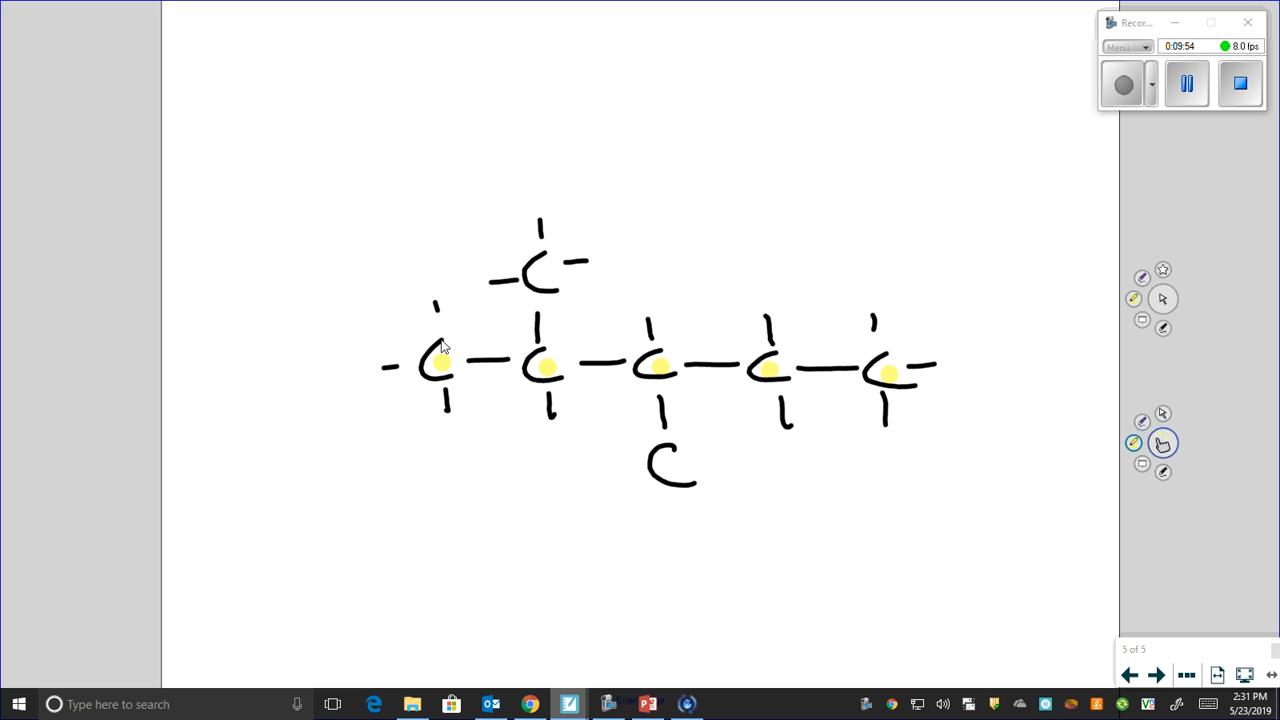 Recor...
Menu...
0:09:54
8.0 fps
C
C C C C C
C
5 of 5
Type here to search
2:31 PM
5/23/2019